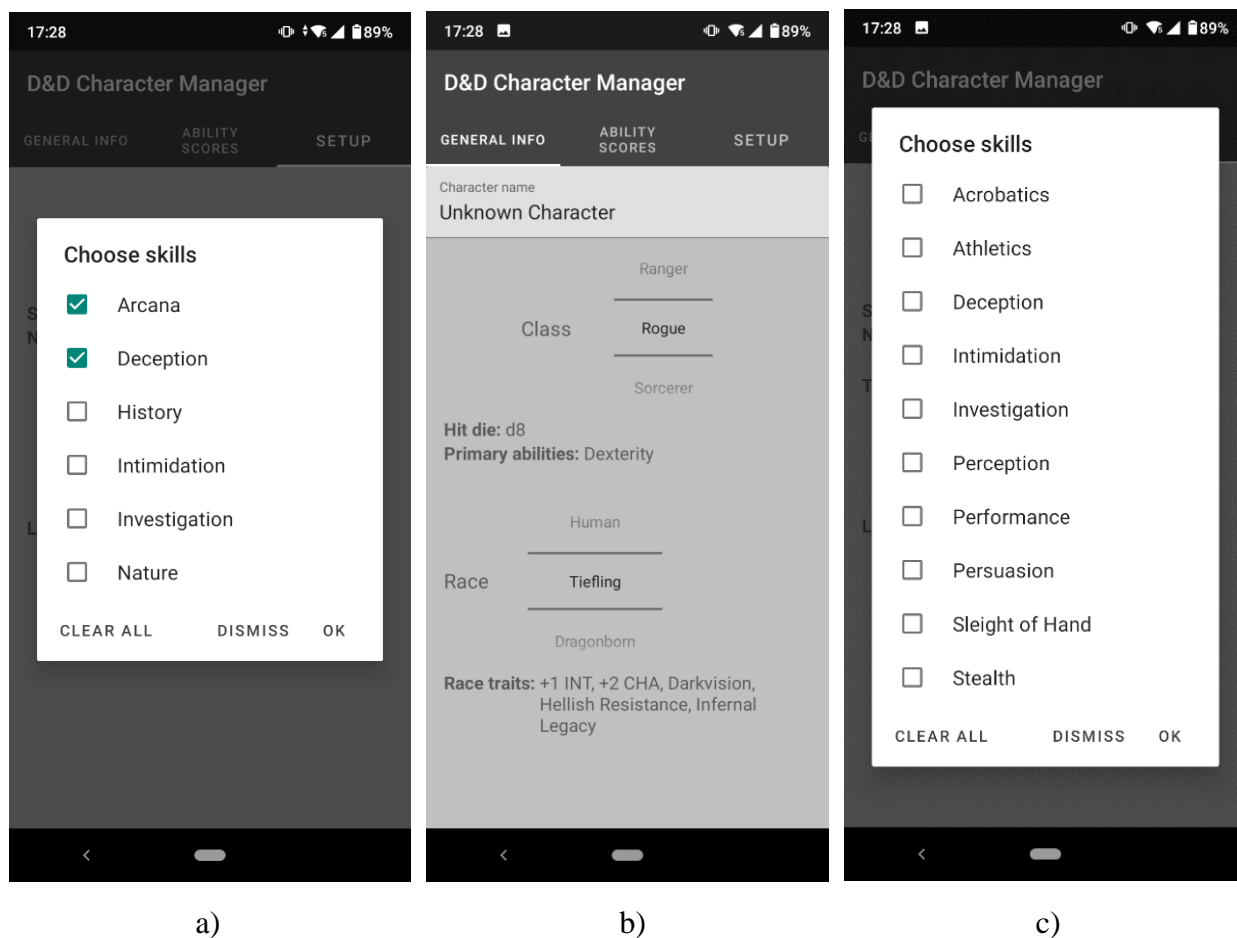 17:28
89%
D&D Character Manager
GENERAL INFO
ABILITY
SCORES
SETUP
S
N
L
Choose skills
Arcana
Deception
History
Intimidation
Investigation
Nature
CLEAR ALL DISMISS OK
a)
17:28
89%
D&D Character Manager
GENERAL INFO
ABILITY
SCORES
SETUP
Character name
Unknown Character
Ranger
Class
Rogue
Sorcerer
Hit die: d8
Primary abilities: Dexterity
Human
Race
Tiefling
Dragonborn
Race traits: +1 INT, +2 CHA, Darkvision,
Hellish Resistance, Infernal
Legacy
b)
17:28
89%
D&D Character Manager
GE
S
N
T
L
Choose skills
Acrobatics
Athletics
Deception
Intimidation
Investigation
Perception
Performance
Persuasion
Sleight of Hand
Stealth
CLEAR ALL DISMISS OK
c)